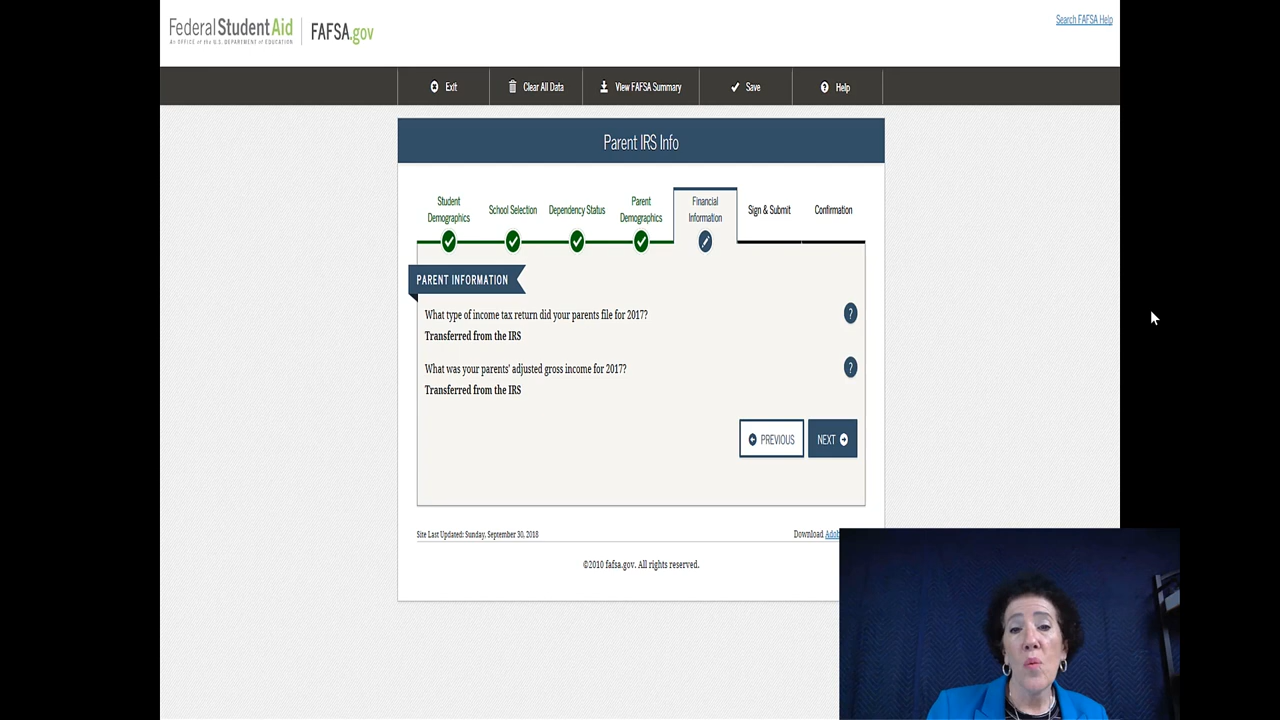 Federal Student Aid
An OFFICE of the U.S. DEPARTMENT of EDUCATION
FAFSA.gov
Search FAFSA Help
Exit
Clear All Data
View FAFSA Summary
Save
Help
Parent IRS Info
Student Demographics
School Selection
Dependency Status
Parent Demographics
Financial Information
Sign & Submit
Confirmation
PARENT INFORMATION
What type of income tax return did your parents file for 2017?
?
Transferred from the IRS
What was your parents' adjusted gross income for 2017?
?
Transferred from the IRS
PREVIOUS
NEXT
Site Last Updated: Sunday, September 30, 2018
Download
©2010 fafsa.gov. All rights reserved.